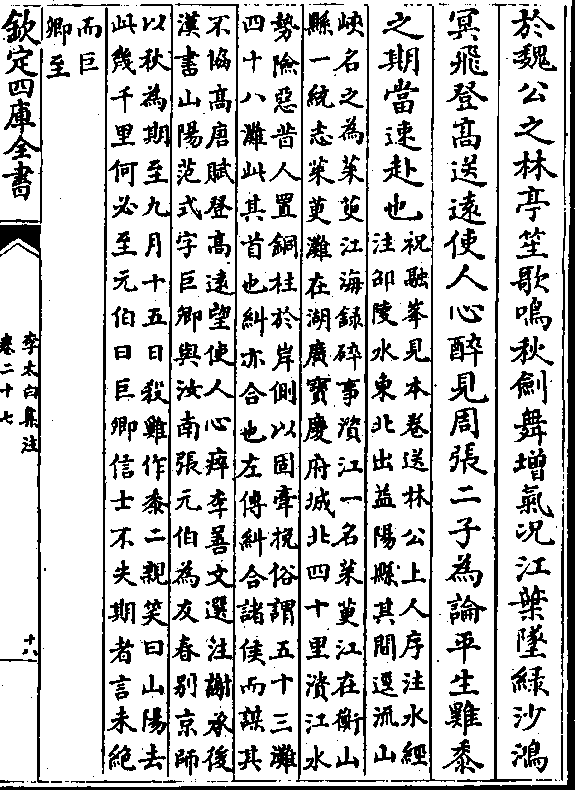 於魏公之林亭笙歌鳴秋劍舞增氣况江葉墜緑沙鴻
冥飛登髙送逺使人心醉見周張二子為論平生雞黍
之期當速赴也
祝融峯見本卷送林公上人序注水經
注邵陵水東北出益陽縣其間逕流山
峽名之為茱萸江海録碎事濱江一名茱萸江在衡山
縣一統志茱萸灘在湖廣寶慶府城北四十里濱江水
勢險惡昔人置銅柱於岸側以固牽挽俗謂五十三灘
四十八灘此其首也糾亦合也左傳糾合諸侯而謀其
不恊髙唐賦登髙逺望使人心瘁李善文選注謝承後
漢書山陽范式字巨卿與汝南張元伯為友春别京師
以秋為期至九月十五日殺雞作黍二親笑曰山陽去
此幾千里何必至元伯曰巨卿信士不失期者言未絶
而巨
卿至
欽定四庫全書
李太白集注
卷二十七
十八